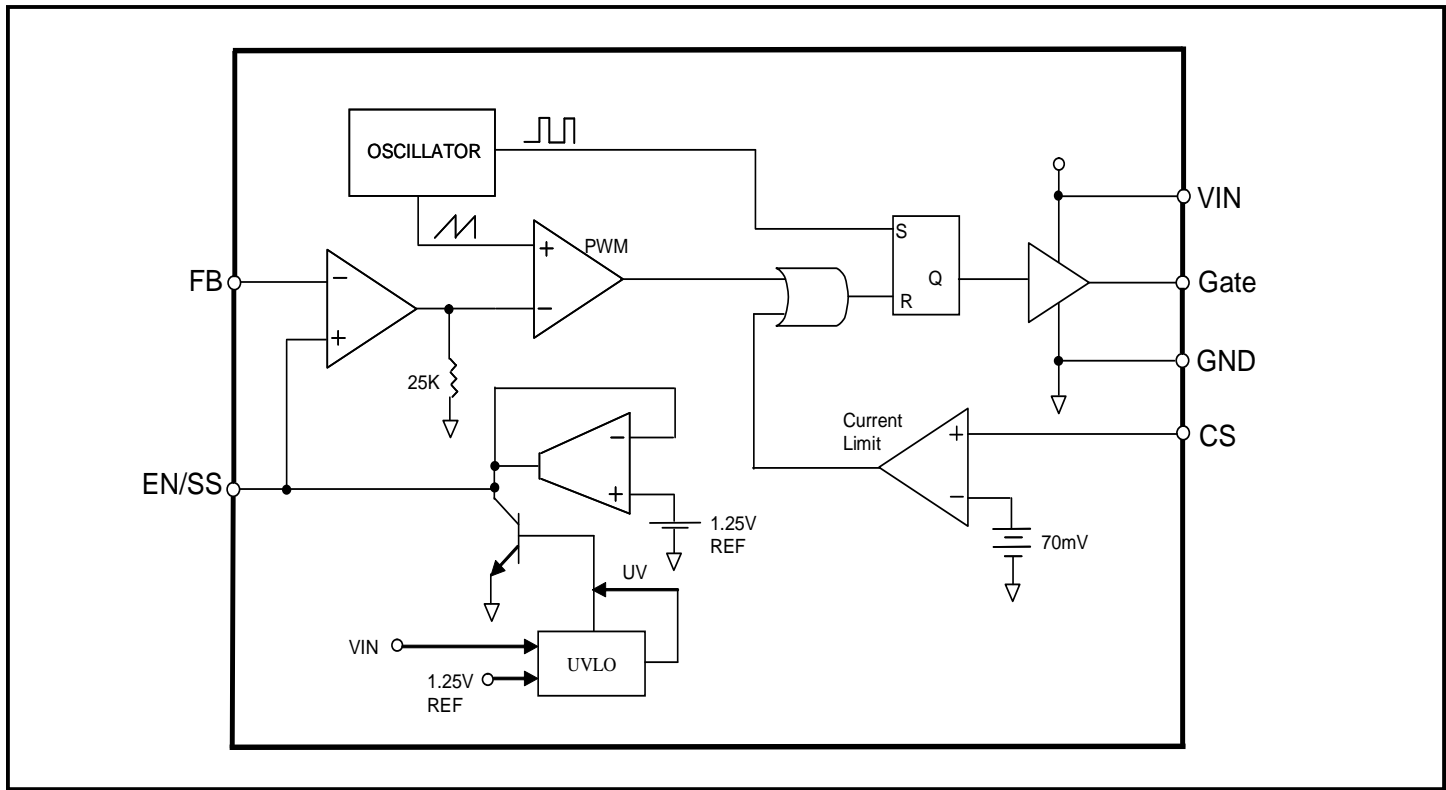 OSCILLATOR
VIN
+
PWM
S
FB
−
Q
Gate
+
−
R
25K
GND
Current
Limit
+
CS
−
EN/SS
+
−
1.25V
REF
70mV
UV
VIN
UVLO
1.25V
REF